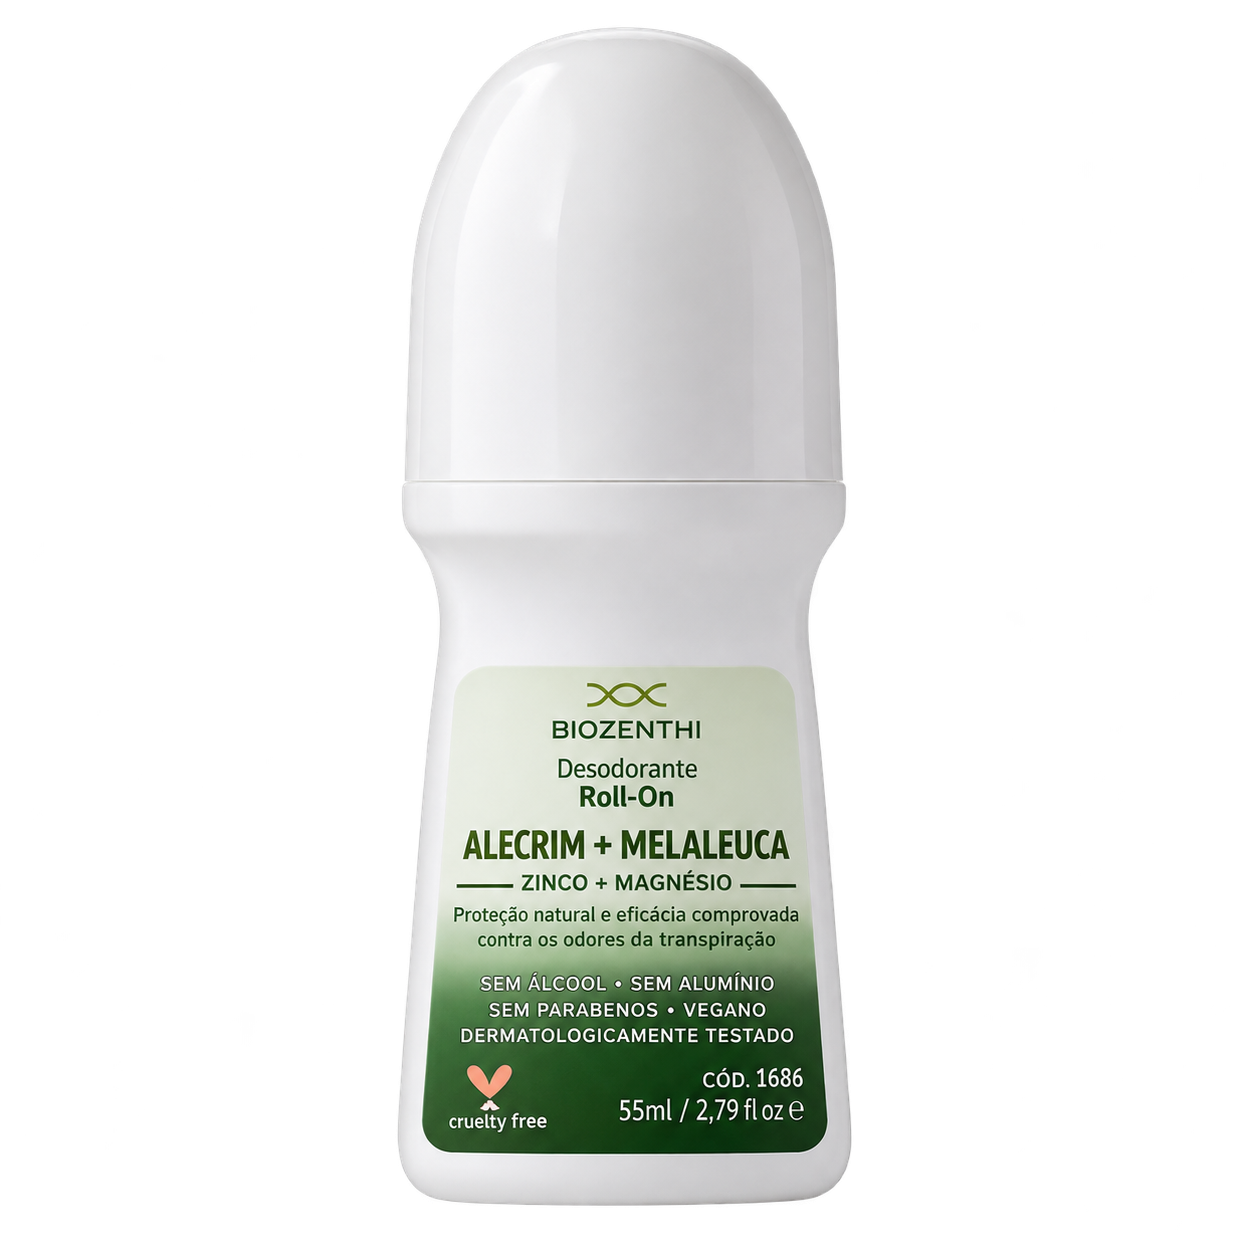 BIOZENTHI
Desodorante
Roll-On
ALECRIM + MELALEUCA
ZINCO + MAGNÉSIO
Proteção natural e eficácia comprovada
contra os odores da transpiração
SEM ÁLCOOL • SEM ALUMÍNIO
SEM PARABENOS • VEGANO
DERMATOLOGICAMENTE TESTADO
cruelty free
CÓD. 1686
55ml / 2,79 fl oz ℮